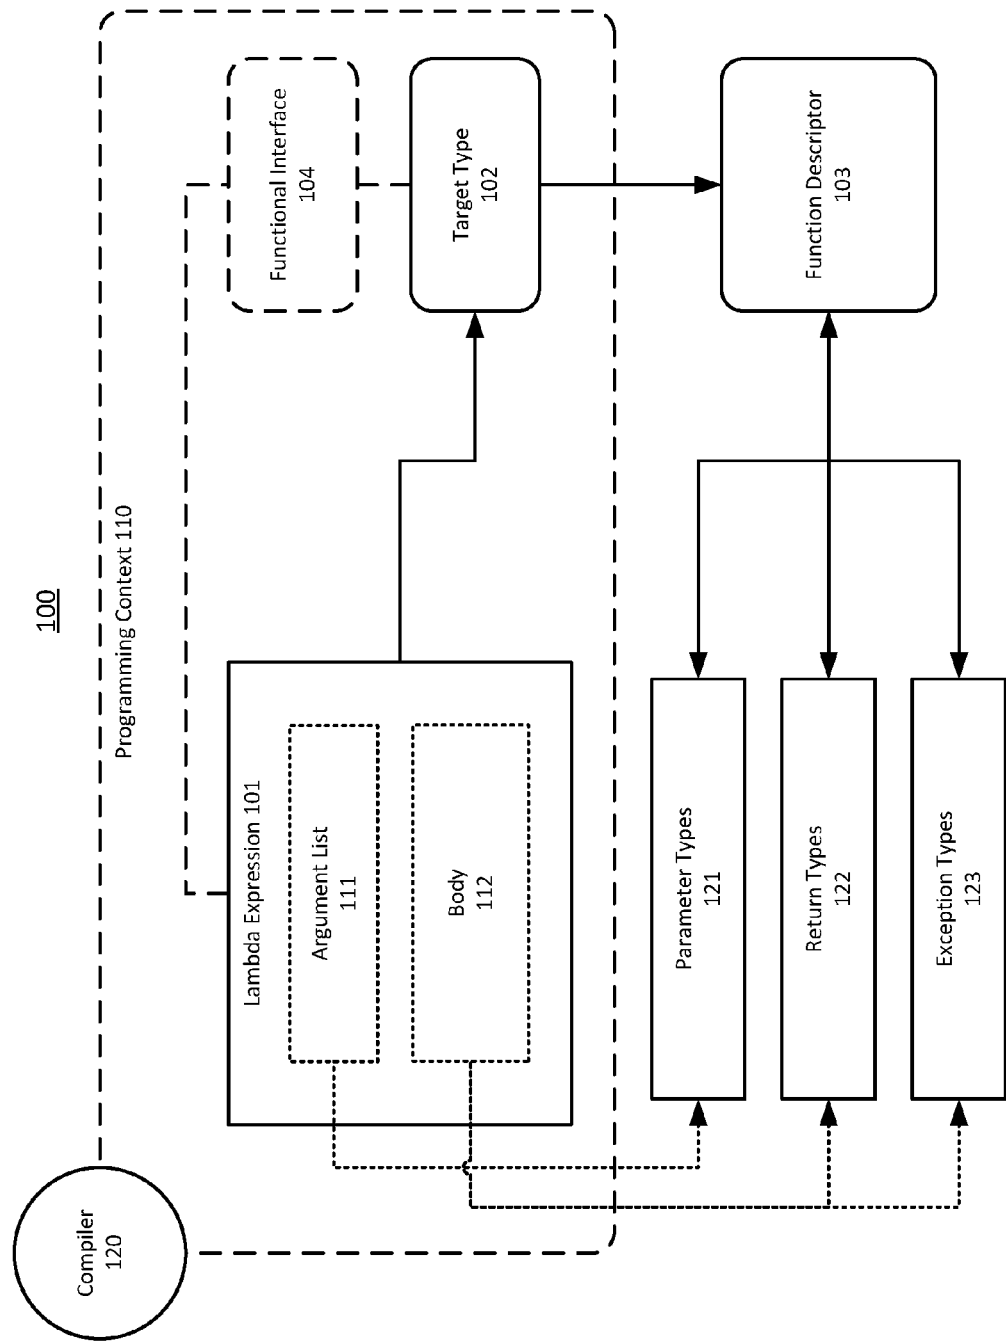 100
Compiler
120
Programming Context 110
Lambda Expression 101
Argument List
111
Body
112
Functional Interface
104
Target Type
102
Parameter Types
121
Return Types
122
Exception Types
123
Function Descriptor
103